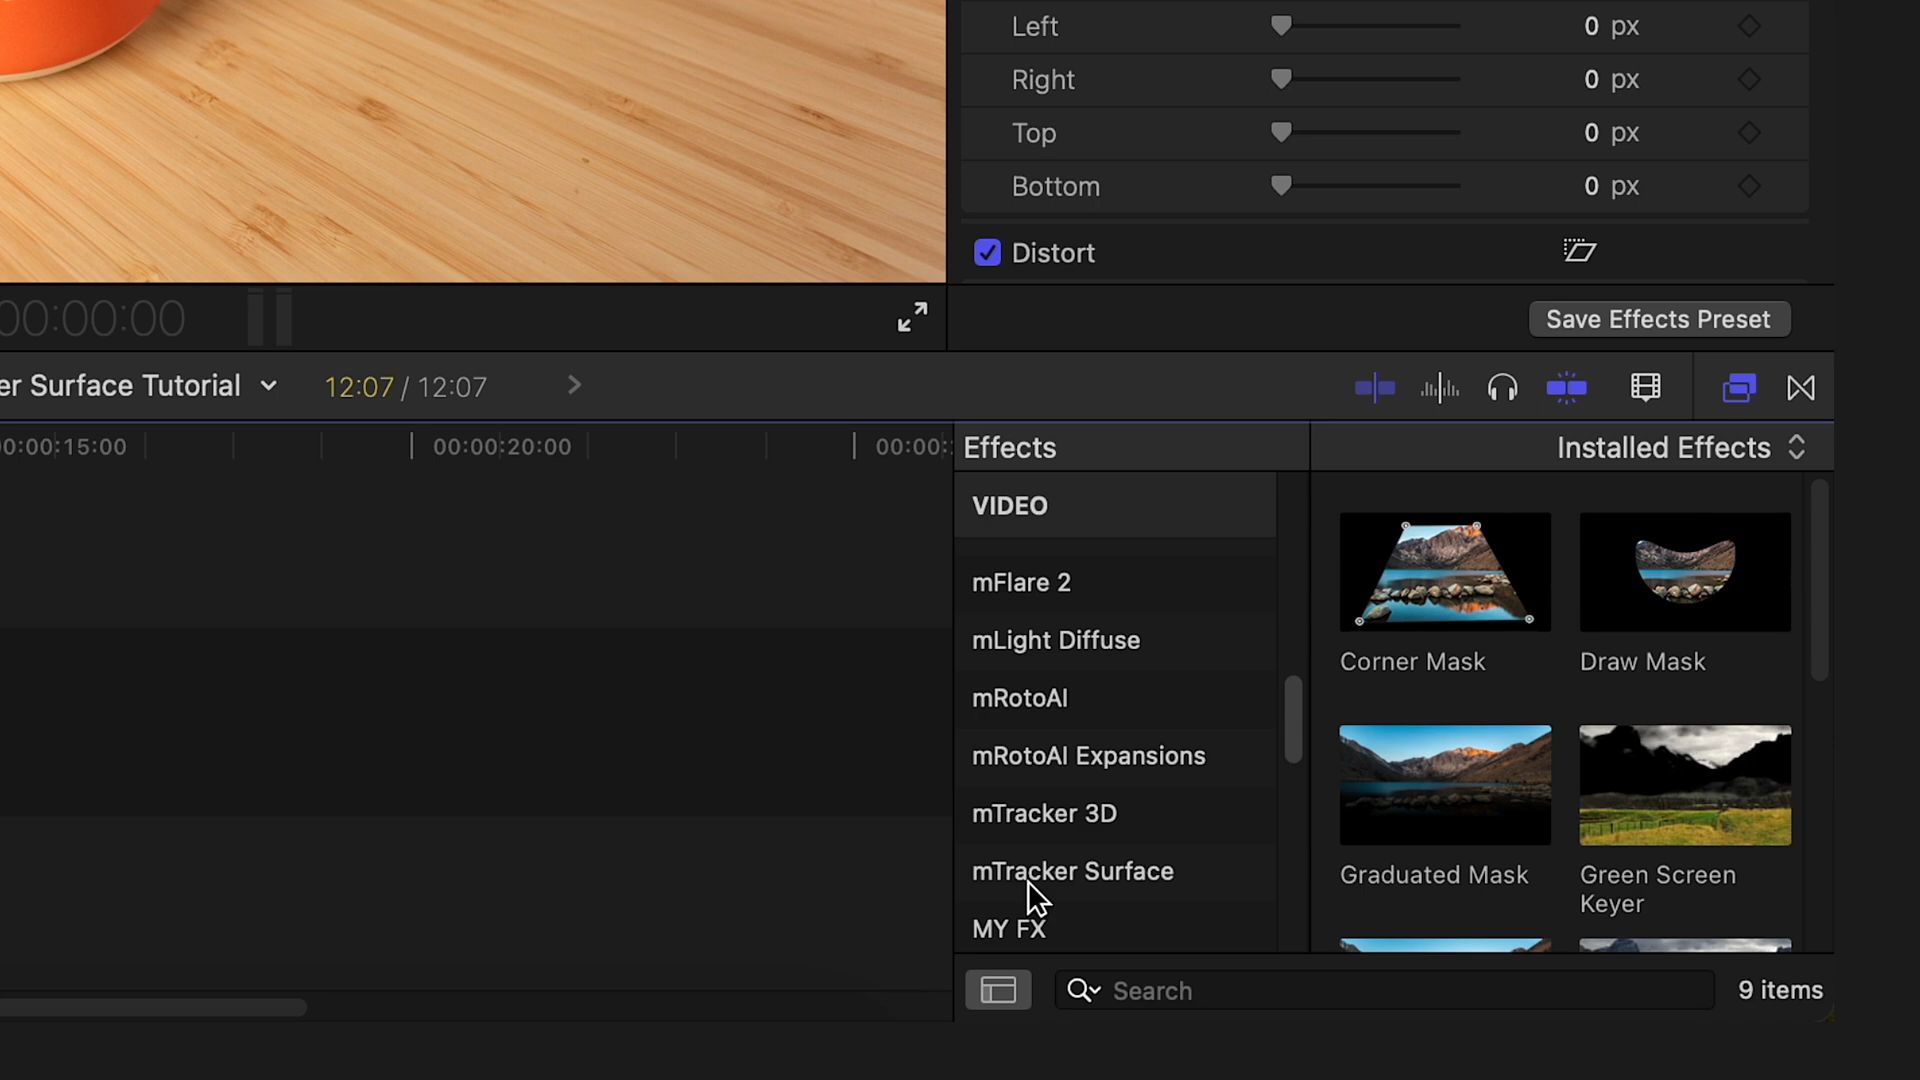 Left 0 px
Right 0 px
Top 0 px
Bottom 0 px
Distort
00:00:00
Save Effects Preset
er Surface Tutorial 12:07 / 12:07
00:00:15:00 00:00:20:00 00:00:
Effects Installed Effects
VIDEO
mFlare 2
mLight Diffuse
mRotoAI
mRotoAI Expansions
mTracker 3D
mTracker Surface
MY FX
Corner Mask Draw Mask
Graduated Mask Green Screen
Keyer
Search 9 items